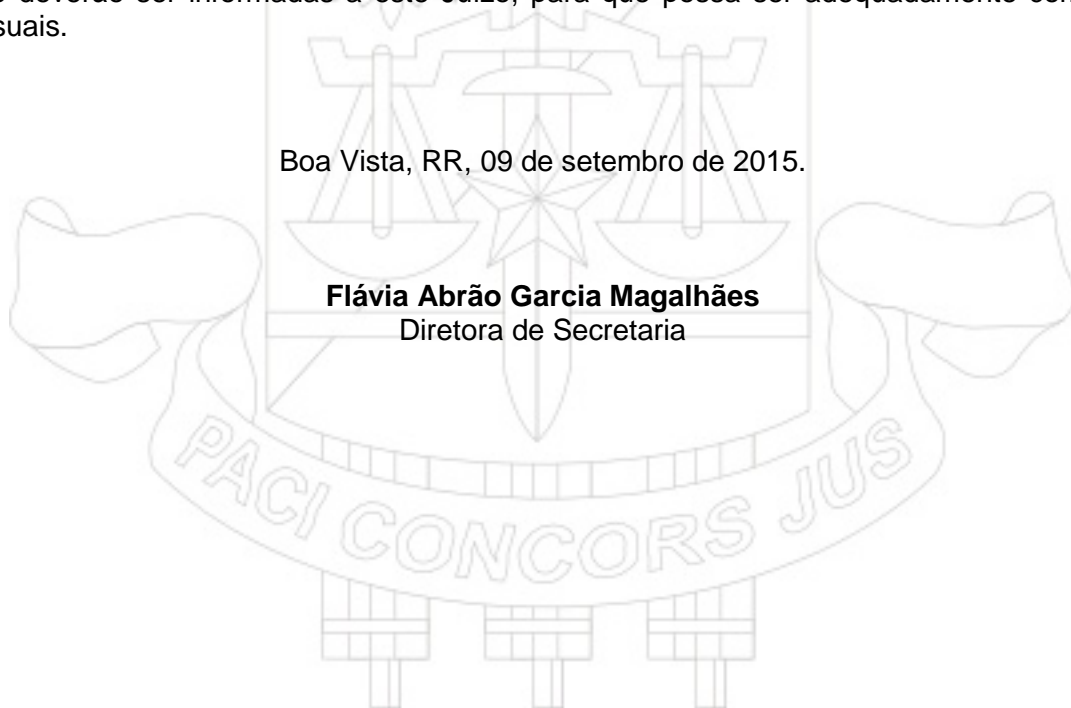 deverão ser informadas a este Juízo, para que possa ser adequadamente
suais.
Boa Vista, RR, 09 de setembro de 2015.
Flávia Abrão Garcia Magalhães
Diretora de Secretaria
PACI CONCORS JUS